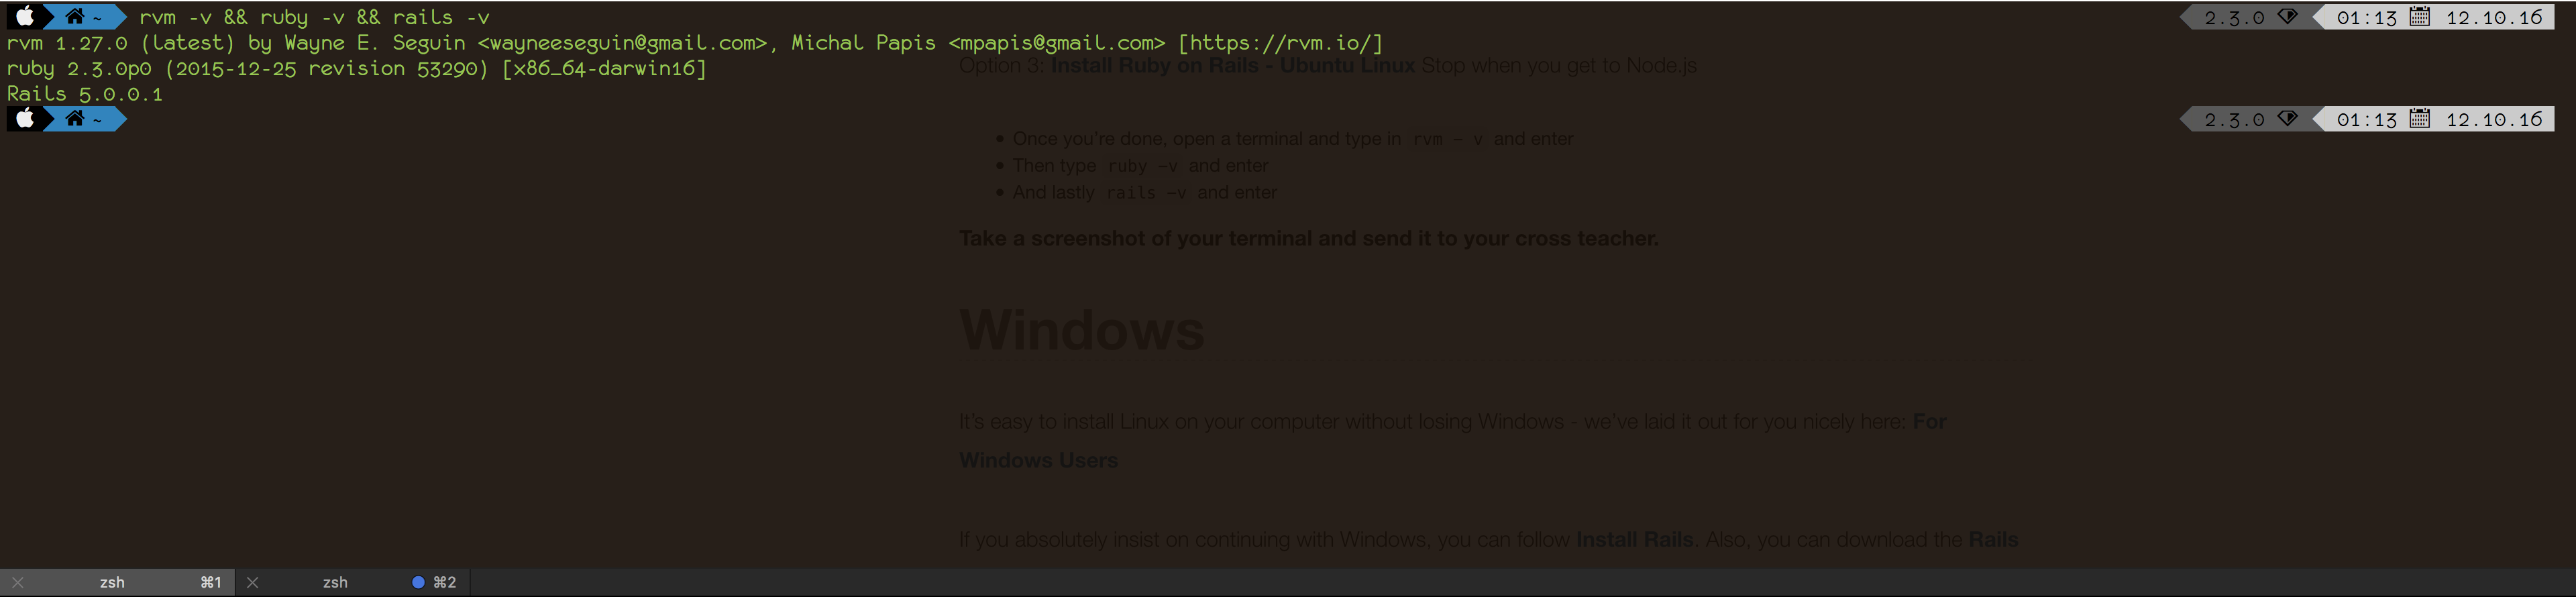 ~ rvm -v && ruby -v && rails -v 2.3.0 01:13 12.10.16
rvm 1.27.0 (latest) by Wayne E. Seguin <wayneeseguin@gmail.com>, Michal Papis <mpapis@gmail.com> [https://rvm.io/]
ruby 2.3.0p0 (2015-12-25 revision 53290) [x86_64-darwin16]
Rails 5.0.0.1
~ 2.3.0 01:13 12.10.16
Option 3: Install Ruby on Rails - Ubuntu Linux Stop when you get to Node.js
• Once you're done, open a terminal and type in rvm - v and enter
• Then type ruby -v and enter
• And lastly rails -v and enter
Take a screenshot of your terminal and send it to your cross teacher.
Windows
It's easy to install Linux on your computer without losing Windows - we've laid it out for you nicely here: For
Windows Users
If you absolutely insist on continuing with Windows, you can follow Install Rails. Also, you can download the Rails
zsh ⌘1 zsh ⌘2